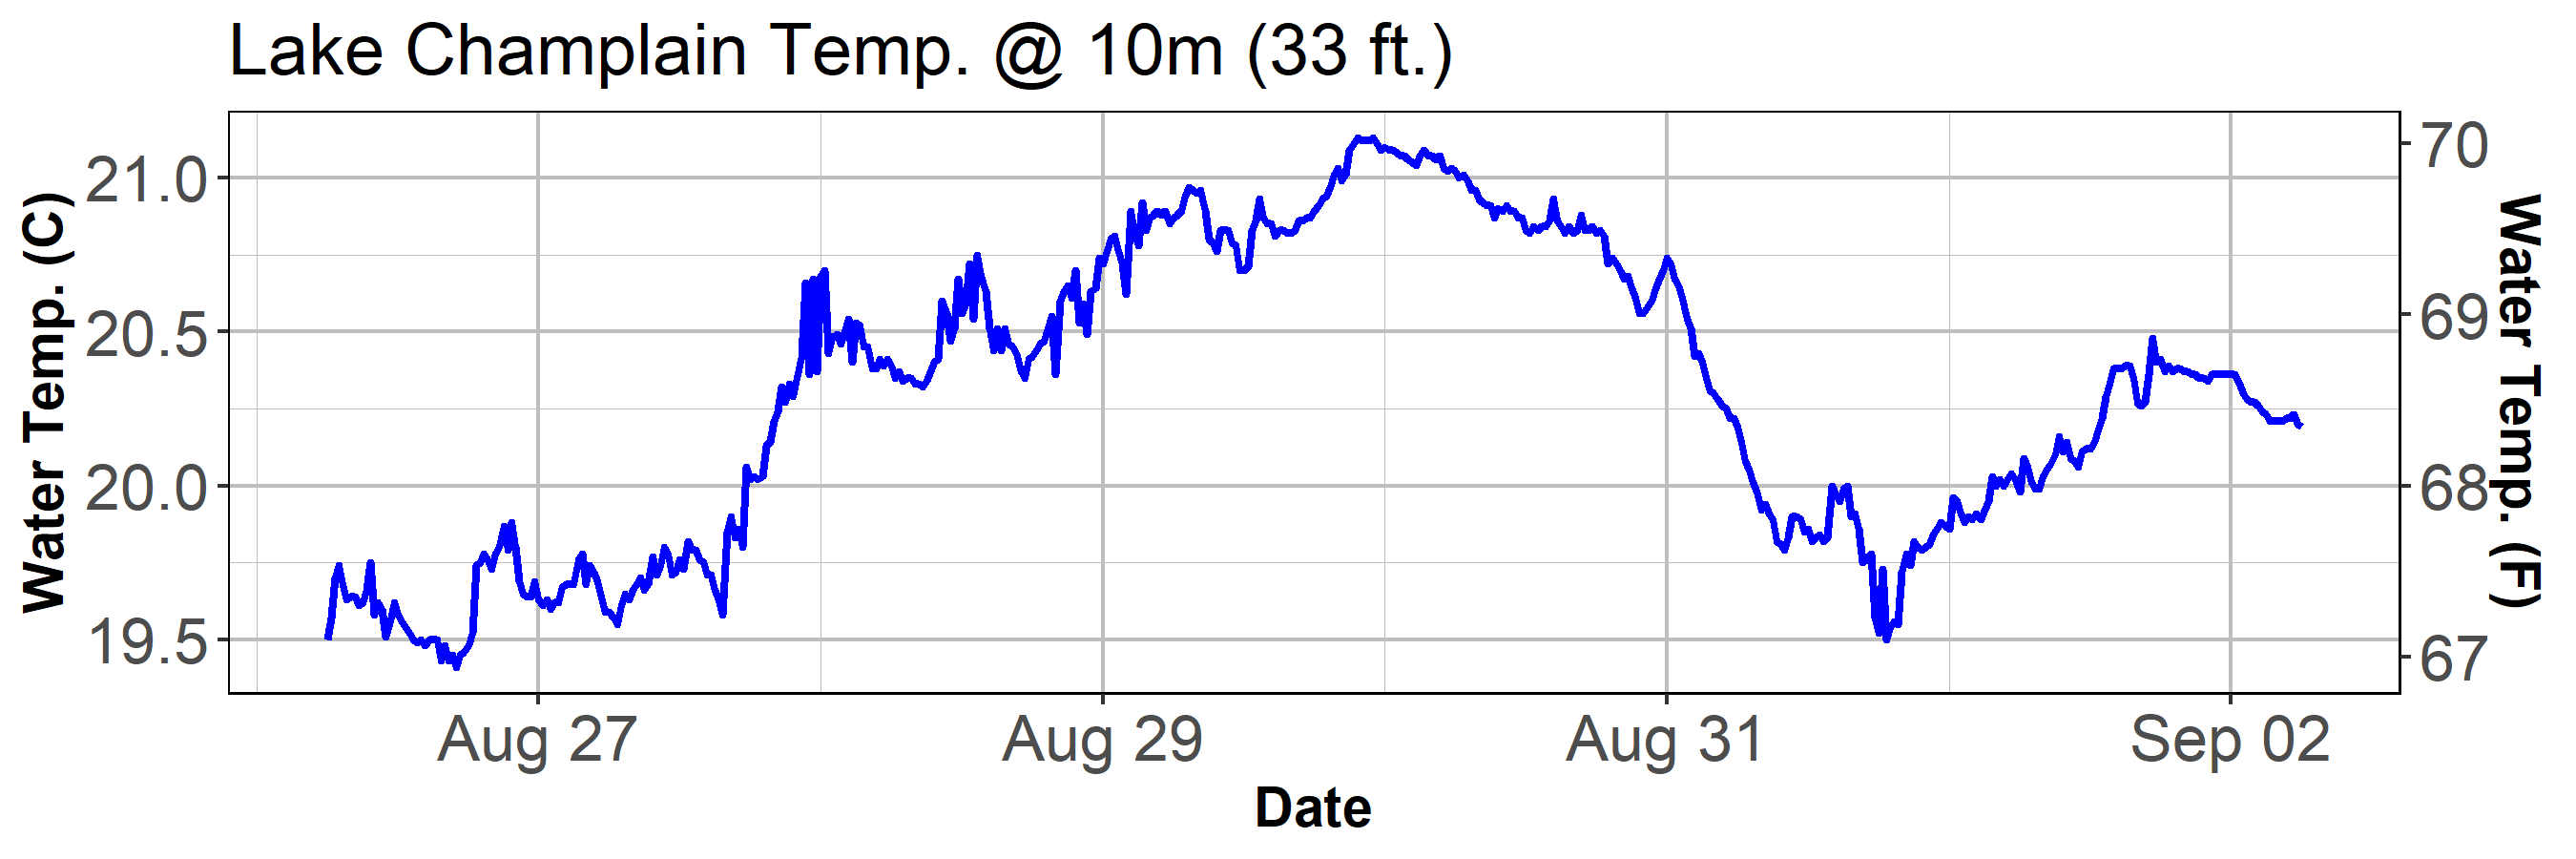 Lake Champlain Temp. @ 10m (33 ft.)
Water Temp. (C)
21.0
20.5
20.0
19.5
70
69
68
67
Water Temp. (F)
Aug 27
Aug 29
Aug 31
Sep 02
Date